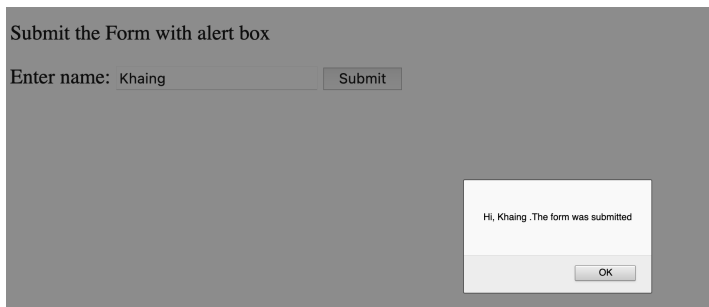 Submit the Form with alert box
Enter name: Khaing Submit
Hi, Khaing .The form was submitted
OK